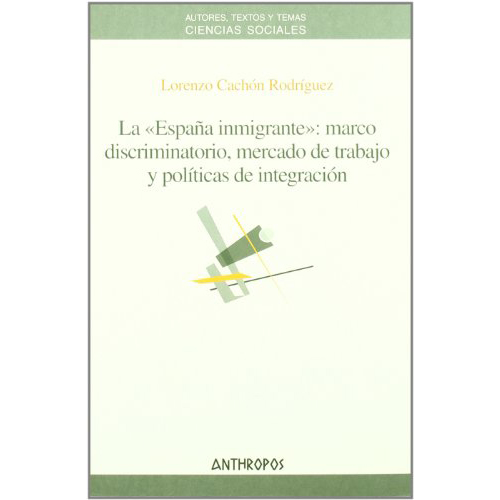 AUTORES, TEXTOS Y TEMAS
CIENCIAS SOCIALES
Lorenzo Cachón Rodríguez
La «España inmigrante»: marco
discriminatorio, mercado de trabajo
y políticas de integración
ANTHROPOS